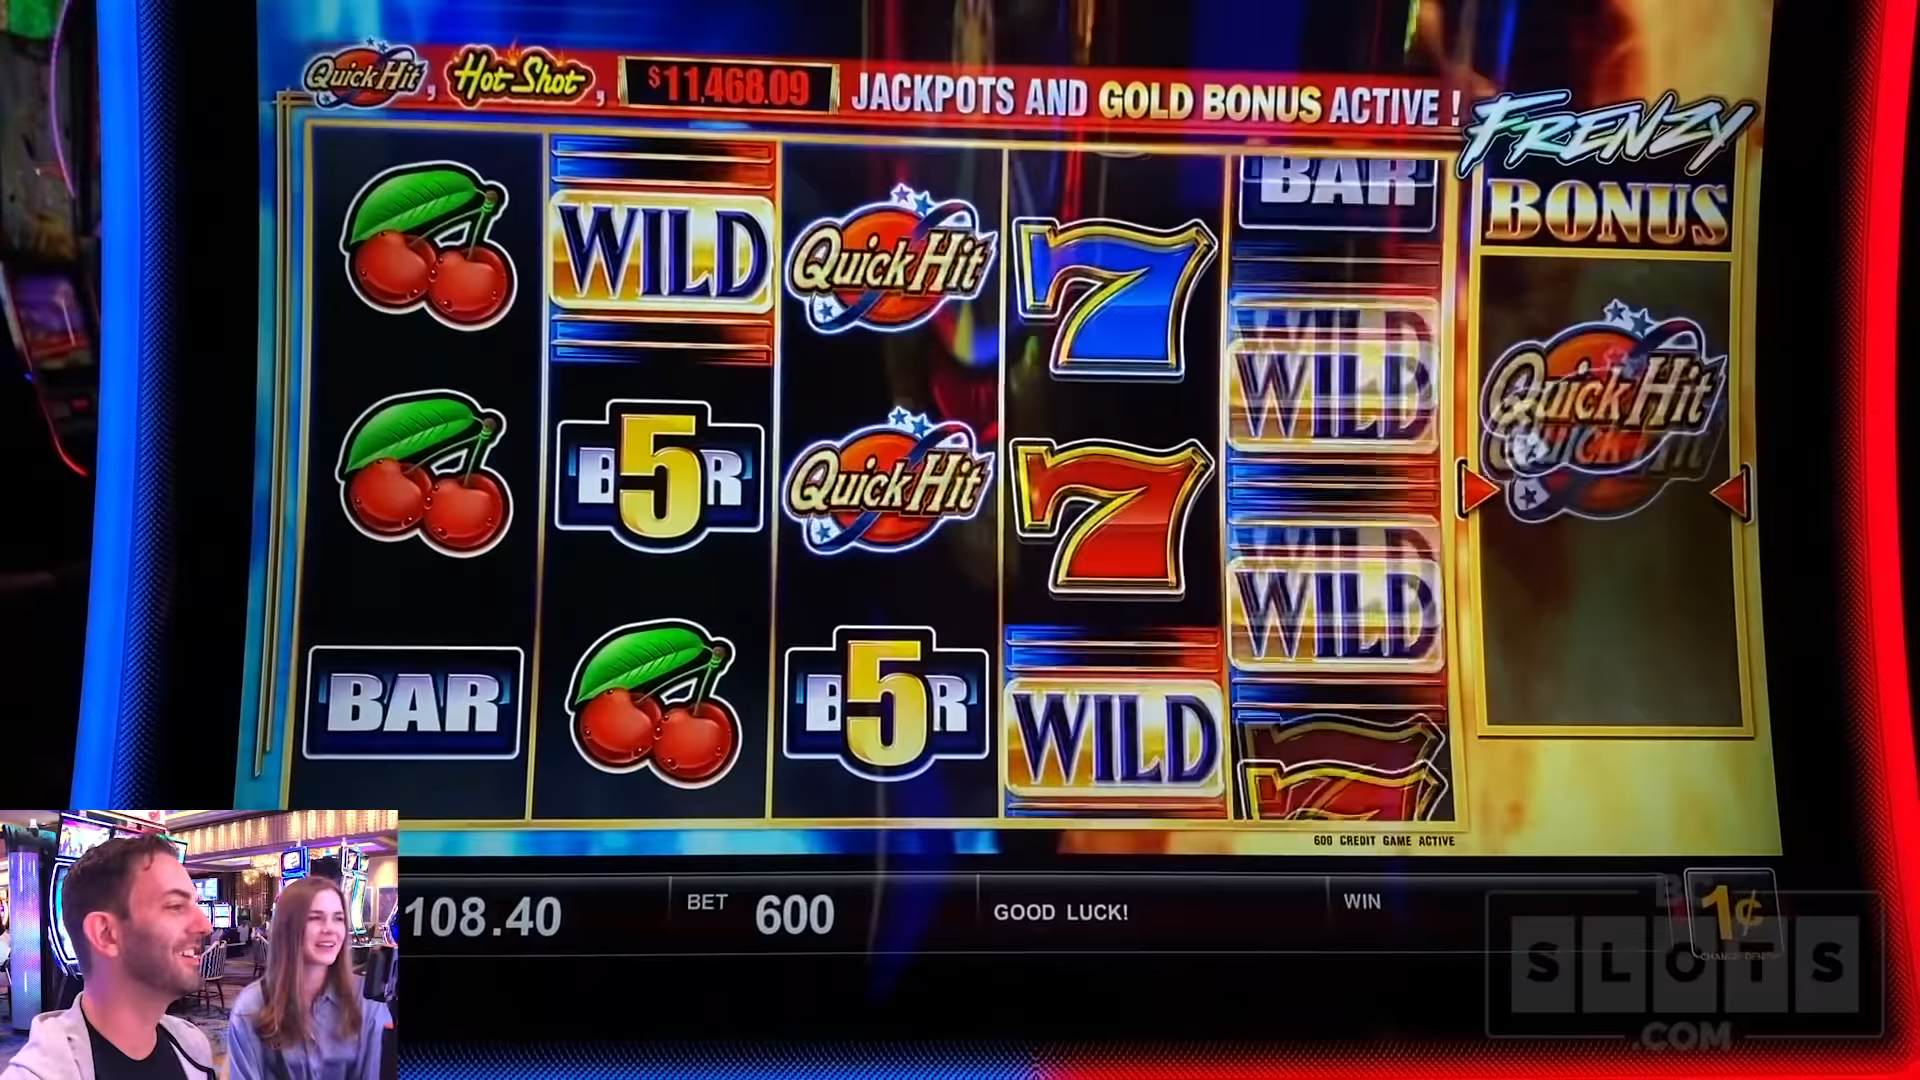 Quick Hit, Hot Shot, $11,468.09 JACKPOTS AND GOLD BONUS ACTIVE !
FRENZY
BONUS
BAR
WILD
Quick Hit
WILD
Quick Hit
B5R
Quick Hit
WILD
BAR
B5R
WILD
600 CREDIT GAME ACTIVE
108.40
BET 600
GOOD LUCK!
WIN
1¢
SLOTS
.COM